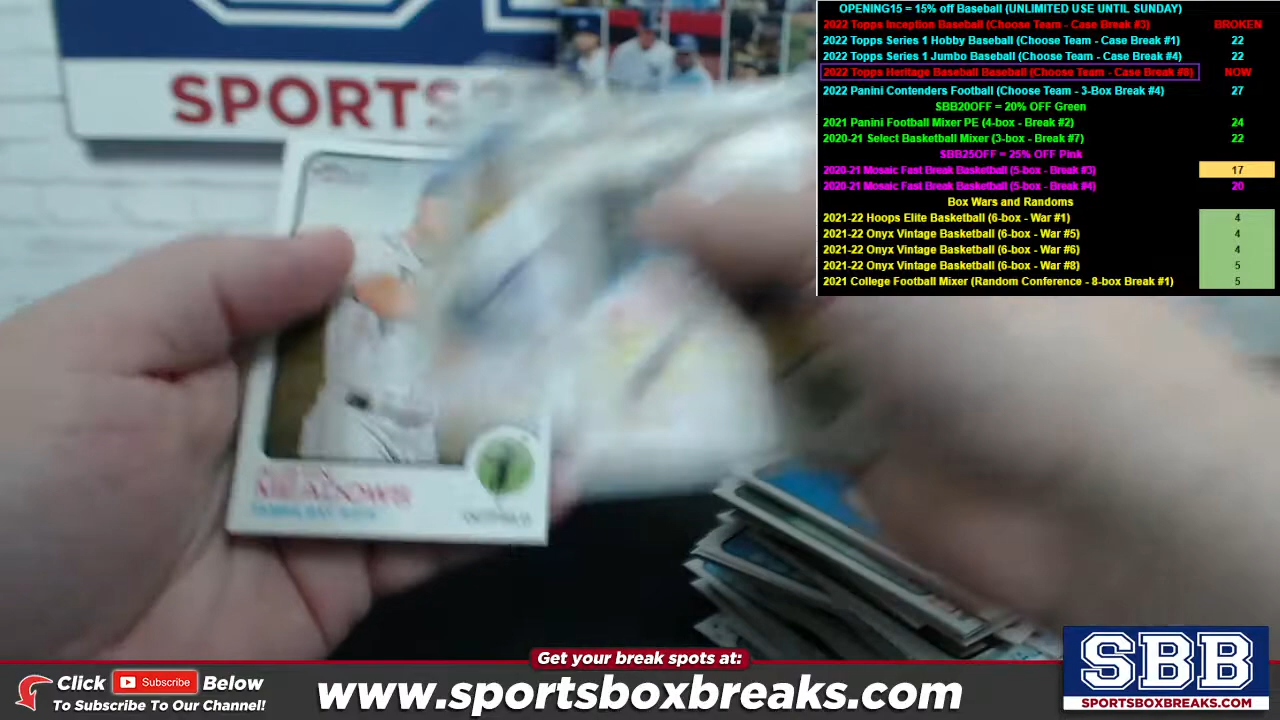 SPORTS
OPENING15 = 15% off Baseball (UNLIMITED USE UNTIL SUNDAY)
2022 Topps Inception Baseball (Choose Team - Case Break #3) BROKEN
2022 Topps Series 1 Hobby Baseball (Choose Team - Case Break #1) 22
2022 Topps Series 1 Jumbo Baseball (Choose Team - Case Break #4) 22
2022 Topps Heritage Baseball Baseball (Choose Team - Case Break #8) NOW
2022 Panini Contenders Football (Choose Team - 3-Box Break #4) 27
SBB20OFF = 20% OFF Green
2021 Panini Football Mixer PE (4-box - Break #2) 24
2020-21 Select Basketball Mixer (3-box - Break #7) 22
SBB25OFF = 25% OFF Pink
2020-21 Mosaic Fast Break Basketball (5-box - Break #3) 17
2020-21 Mosaic Fast Break Basketball (5-box - Break #4) 20
Box Wars and Randoms
2021-22 Hoops Elite Basketball (6-box - War #1) 4
2021-22 Onyx Vintage Basketball (6-box - War #5) 4
2021-22 Onyx Vintage Basketball (6-box - War #6) 4
2021-22 Onyx Vintage Basketball (6-box - War #8) 5
2021 College Football Mixer (Random Conference - 8-box Break #1) 5
MEADOWS
TAMPA BAY RAYS
Get your break spots at:
Click Subscribe Below
To Subscribe To Our Channel!
www.sportsboxbreaks.com
SBB
SPORTSBOXBREAKS.COM